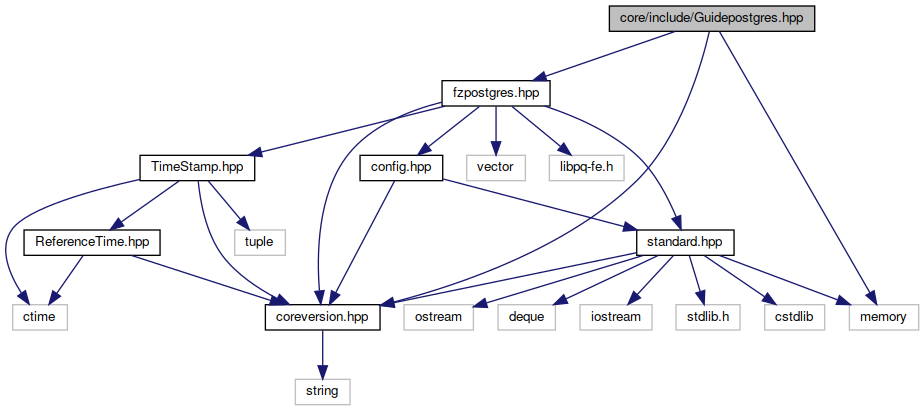 core/include/Guidepostgres.hpp
fzpostgres.hpp
TimeStamp.hpp
config.hpp
vector
libpq-fe.h
ReferenceTime.hpp
tuple
standard.hpp
ctime
coreversion.hpp
ostream
deque
iostream
stdlib.h
cstdlib
memory
string